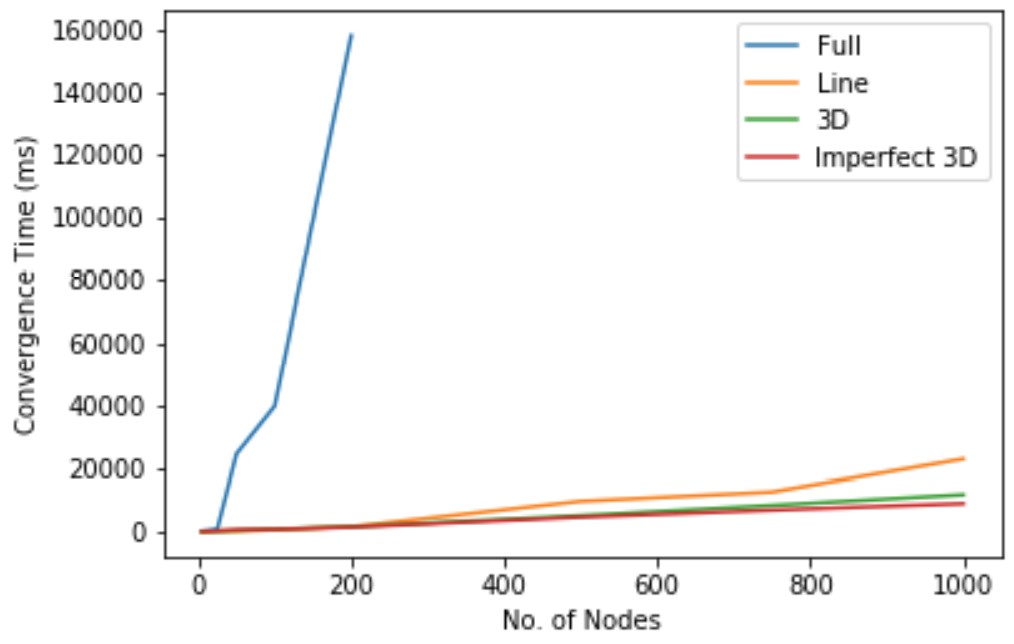 160000
140000
120000
100000
80000
60000
40000
20000
0
Convergence Time (ms)
Full
Line
3D
Imperfect 3D
0 200 400 600 800 1000
No. of Nodes